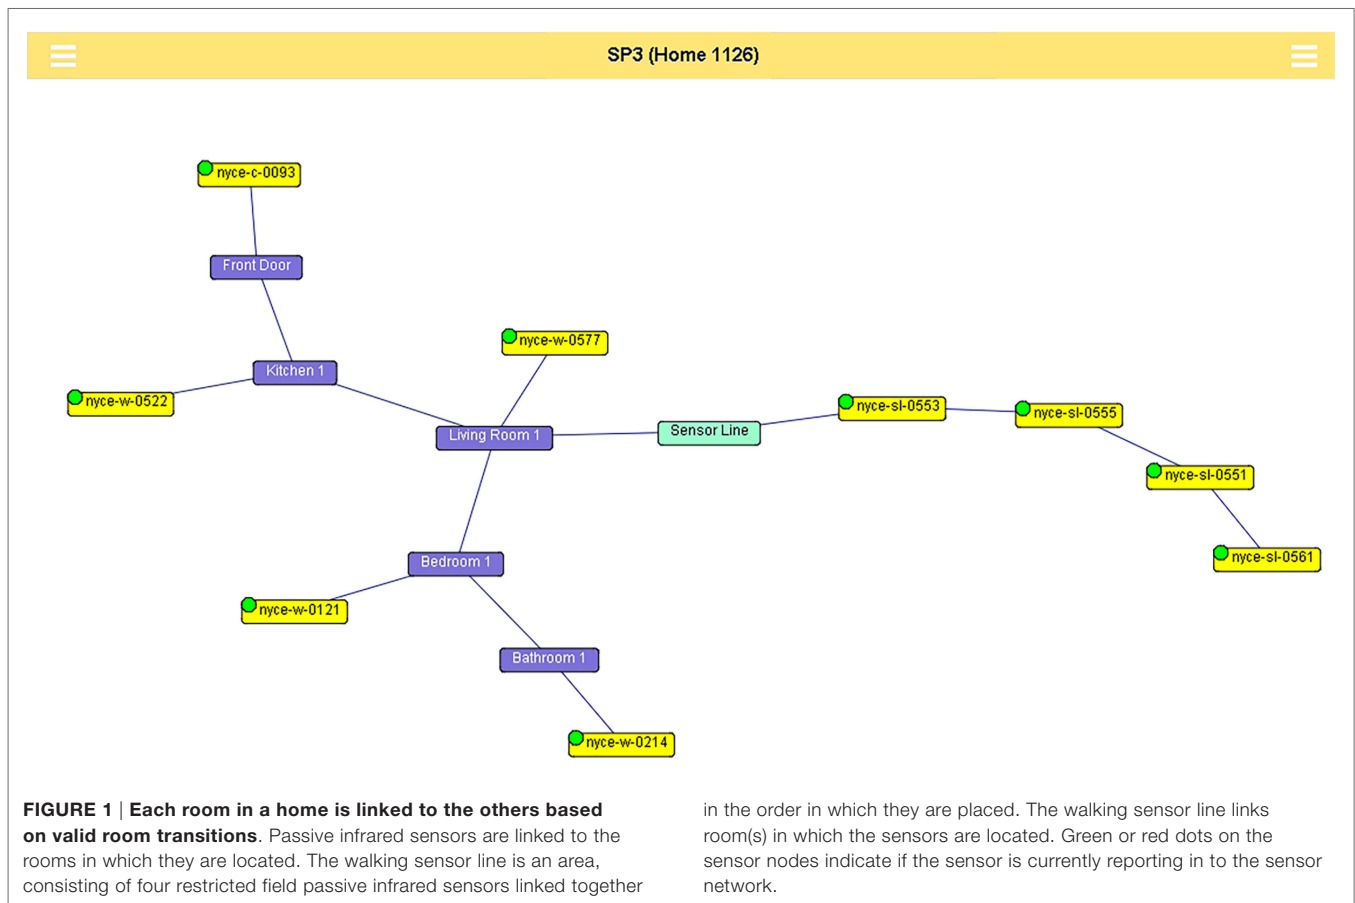 SP3 (Home 1126)
nyce-c-0093
Front Door
nyce-w-0577
Kitchen 1
nyce-w-0522
nyce-sl-0553
nyce-sl-0555
Living Room 1
Sensor Line
nyce-sl-0551
nyce-sl-0561
Bedroom 1
nyce-w-0121
Bathroom 1
nyce-w-0214
FIGURE 1 | Each room in a home is linked to the others based
on valid room transitions. Passive infrared sensors are linked to the
rooms in which they are located. The walking sensor line is an area,
consisting of four restricted field passive infrared sensors linked together
in the order in which they are placed. The walking sensor line links
room(s) in which the sensors are located. Green or red dots on the
sensor nodes indicate if the sensor is currently reporting in to the sensor
network.